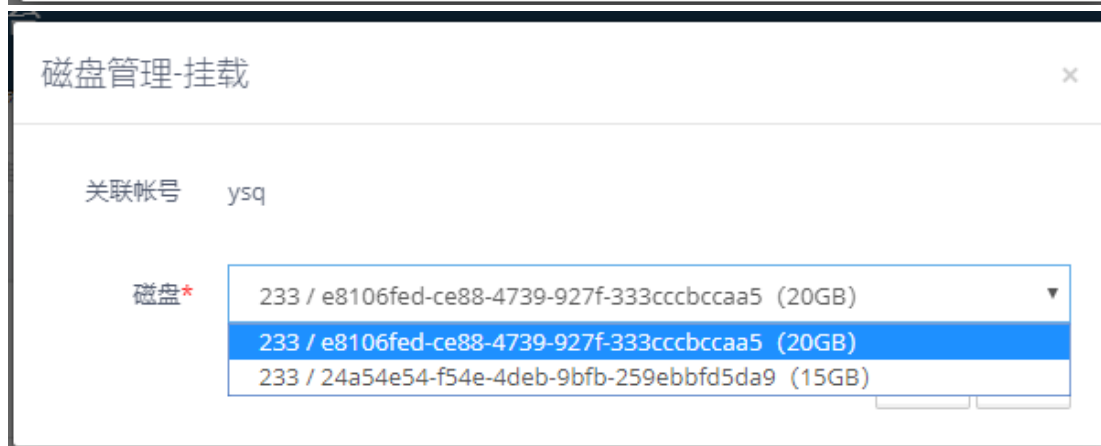 磁盘管理-挂载 ×
关联帐号 ysq
磁盘* 233 / e8106fed-ce88-4739-927f-333cccbccaa5 (20GB) ▼
233 / e8106fed-ce88-4739-927f-333cccbccaa5 (20GB)
233 / 24a54e54-f54e-4deb-9bfb-259ebbfd5da9 (15GB)